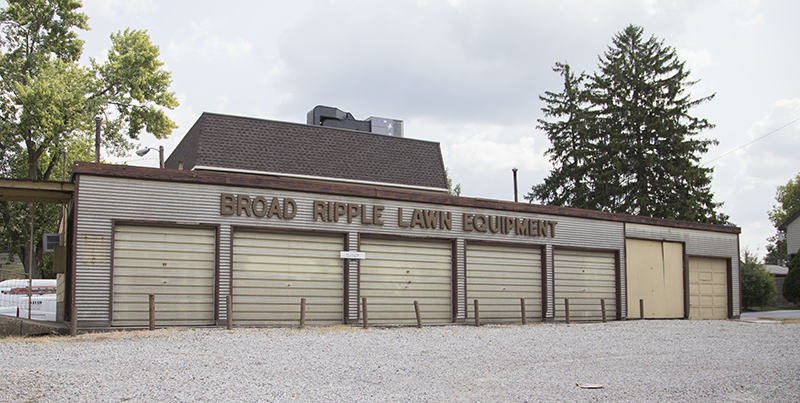 BROAD RIPPLE LAWN EQUIPMENT